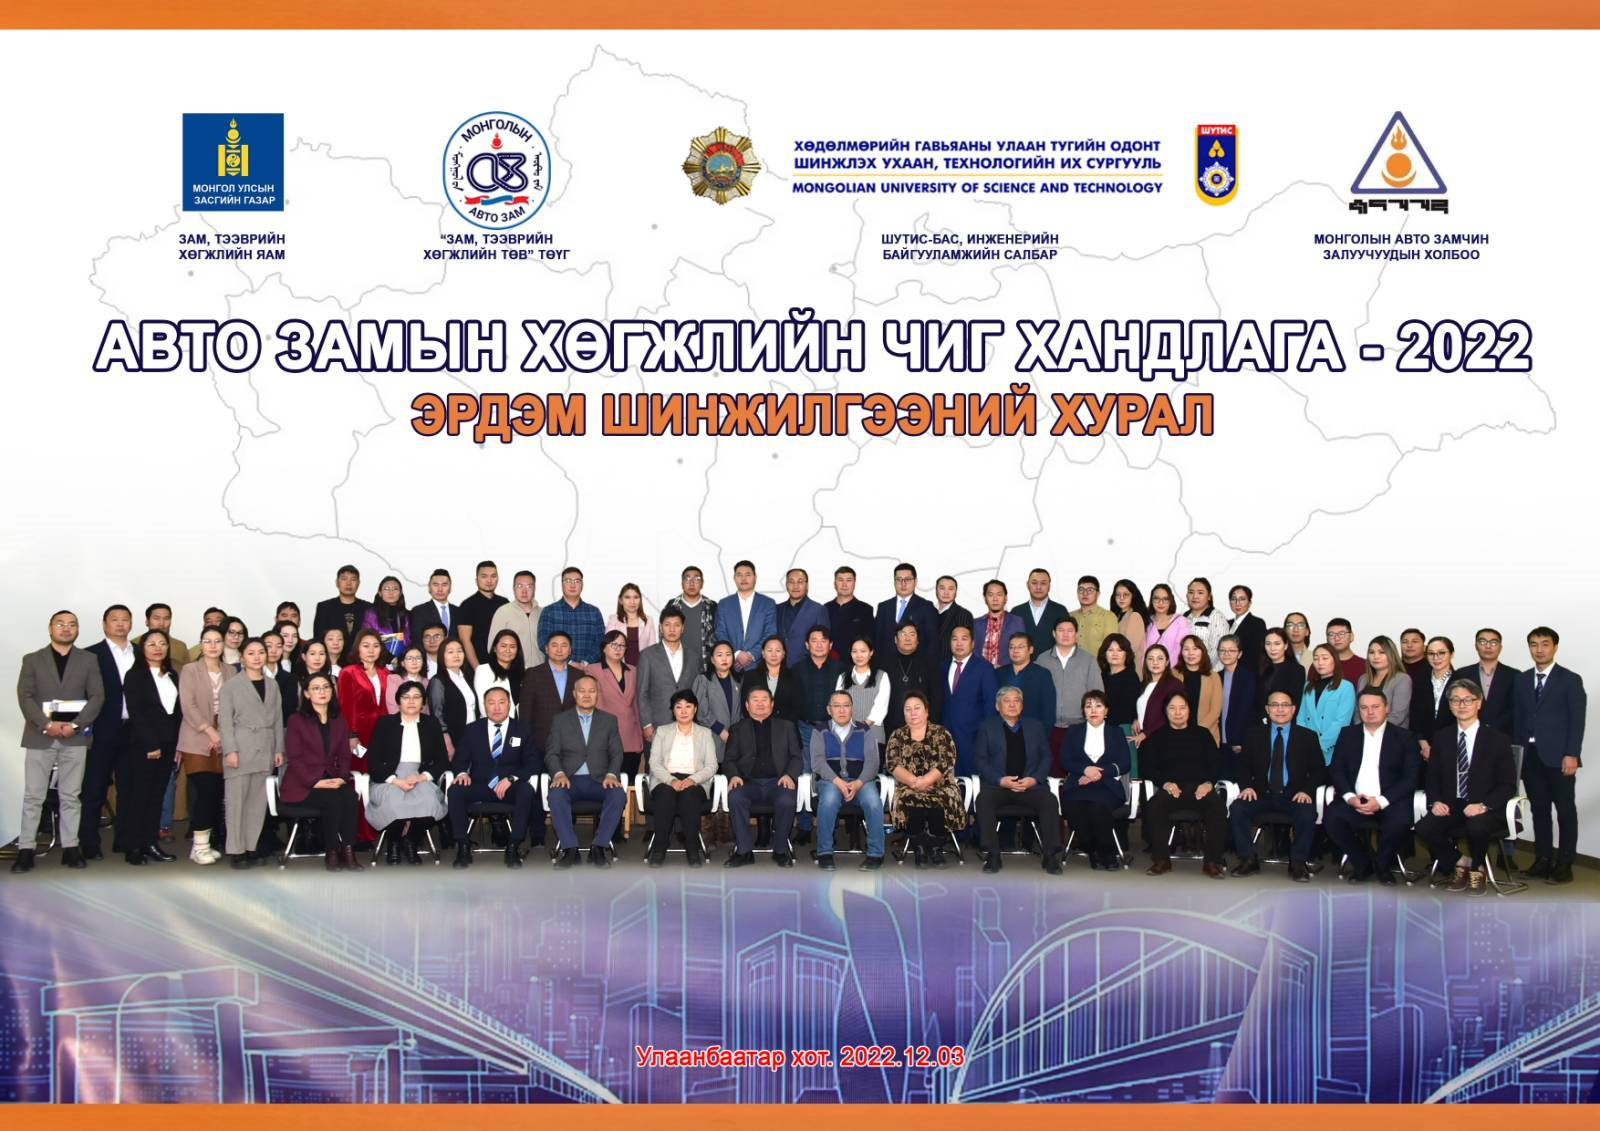 МОНГОЛ УЛСЫН
ЗАСГИЙН ГАЗАР
ЗАМ, ТЭЭВРИЙН
ХӨГЖЛИЙН ЯАМ
МОНГОЛЫН
АВТО ЗАМ
“ЗАМ, ТЭЭВРИЙН
ХӨГЖЛИЙН ТӨВ” ТӨҮГ
ХӨДӨЛМӨРИЙН ГАВЬЯАНЫ УЛААН ТУГИЙН ОДОНТ
ШИНЖЛЭХ УХААН, ТЕХНОЛОГИЙН ИХ СУРГУУЛЬ
MONGOLIAN UNIVERSITY OF SCIENCE AND TECHNOLOGY
ШУТИС
ШУТИС-БАС, ИНЖЕНЕРИЙН
БАЙГУУЛАМЖИЙН САЛБАР
МОНГОЛЫН АВТО ЗАМЧИН
ЗАЛУУЧУУДЫН ХОЛБОО
АВТО ЗАМЫН ХӨГЖЛИЙН ЧИГ ХАНДЛАГА - 2022
ЭРДЭМ ШИНЖИЛГЭЭНИЙ ХУРАЛ
Улаанбаатар хот. 2022.12.03